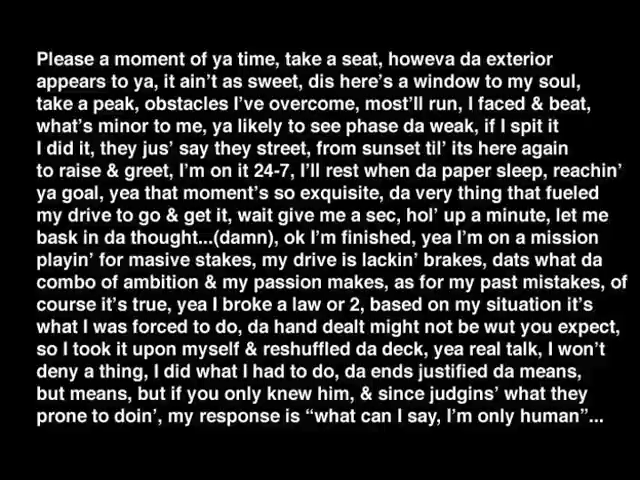 Please a moment of ya time, take a seat, howeva da exterior
appears to ya, it ain't as sweet, dis here's a window to my soul,
take a peak, obstacles I've overcome, most'll run, I faced & beat,
what's minor to me, ya likely to see phase da weak, if I spit it
I did it, they jus' say they street, from sunset til' its here again
to raise & greet, I'm on it 24-7, I'll rest when da paper sleep, reachin'
ya goal, yea that moment's so exquisite, da very thing that fueled
my drive to go & get it, wait give me a sec, hol' up a minute, let me
bask in da thought...(damn), ok I'm finished, yea I'm on a mission
playin' for masive stakes, my drive is lackin' brakes, dats what da
combo of ambition & my passion makes, as for my past mistakes, of
course it's true, yea I broke a law or 2, based on my situation it's
what I was forced to do, da hand dealt might not be wut you expect,
so I took it upon myself & reshuffled da deck, yea real talk, I won't
deny a thing, I did what I had to do, da ends justified da means,
but means, but if you only knew him, & since judgins' what they
prone to doin', my response is “what can I say, I'm only human”...